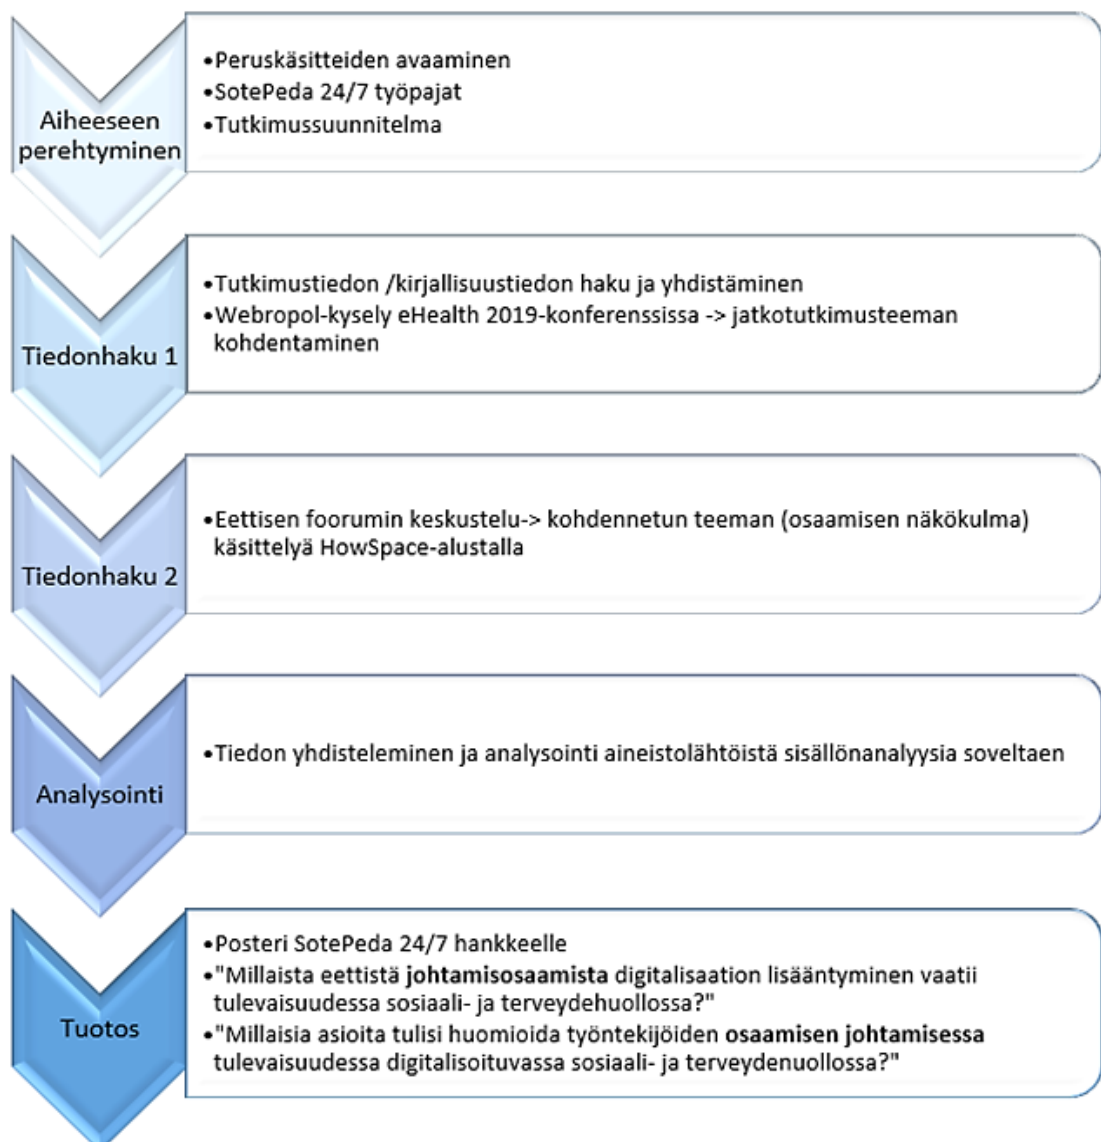 Aiheeseen
perehtyminen
•Peruskäsitteiden avaaminen
•SotePeda 24/7 työpajat
•Tutkimussuunnitelma
Tiedonhaku 1
•Tutkimustiedon /kirjallisuustiedon haku ja yhdistäminen
•Webropol-kysely eHealth 2019-konferenssissa -> jatkotutkimusteeman
kohdentaminen
Tiedonhaku 2
•Eettisen foorumin keskustelu-> kohdennetun teeman (osaamisen näkökulma)
käsittelyä HowSpace-alustalla
Analysointi
•Tiedon yhdisteleminen ja analysointi aineistolähtöistä sisällönanalyysia soveltaen
Tuotos
•Posteri SotePeda 24/7 hankkeelle
•"Millaista eettistä johtamisosaamista digitalisaation lisääntyminen vaatii
tulevaisuudessa sosiaali- ja terveydehuollossa?"
•"Millaisia asioita tulisi huomioida työntekijöiden osaamisen johtamisessa
tulevaisuudessa digitalisoituvassa sosiaali- ja terveydenuollossa?"